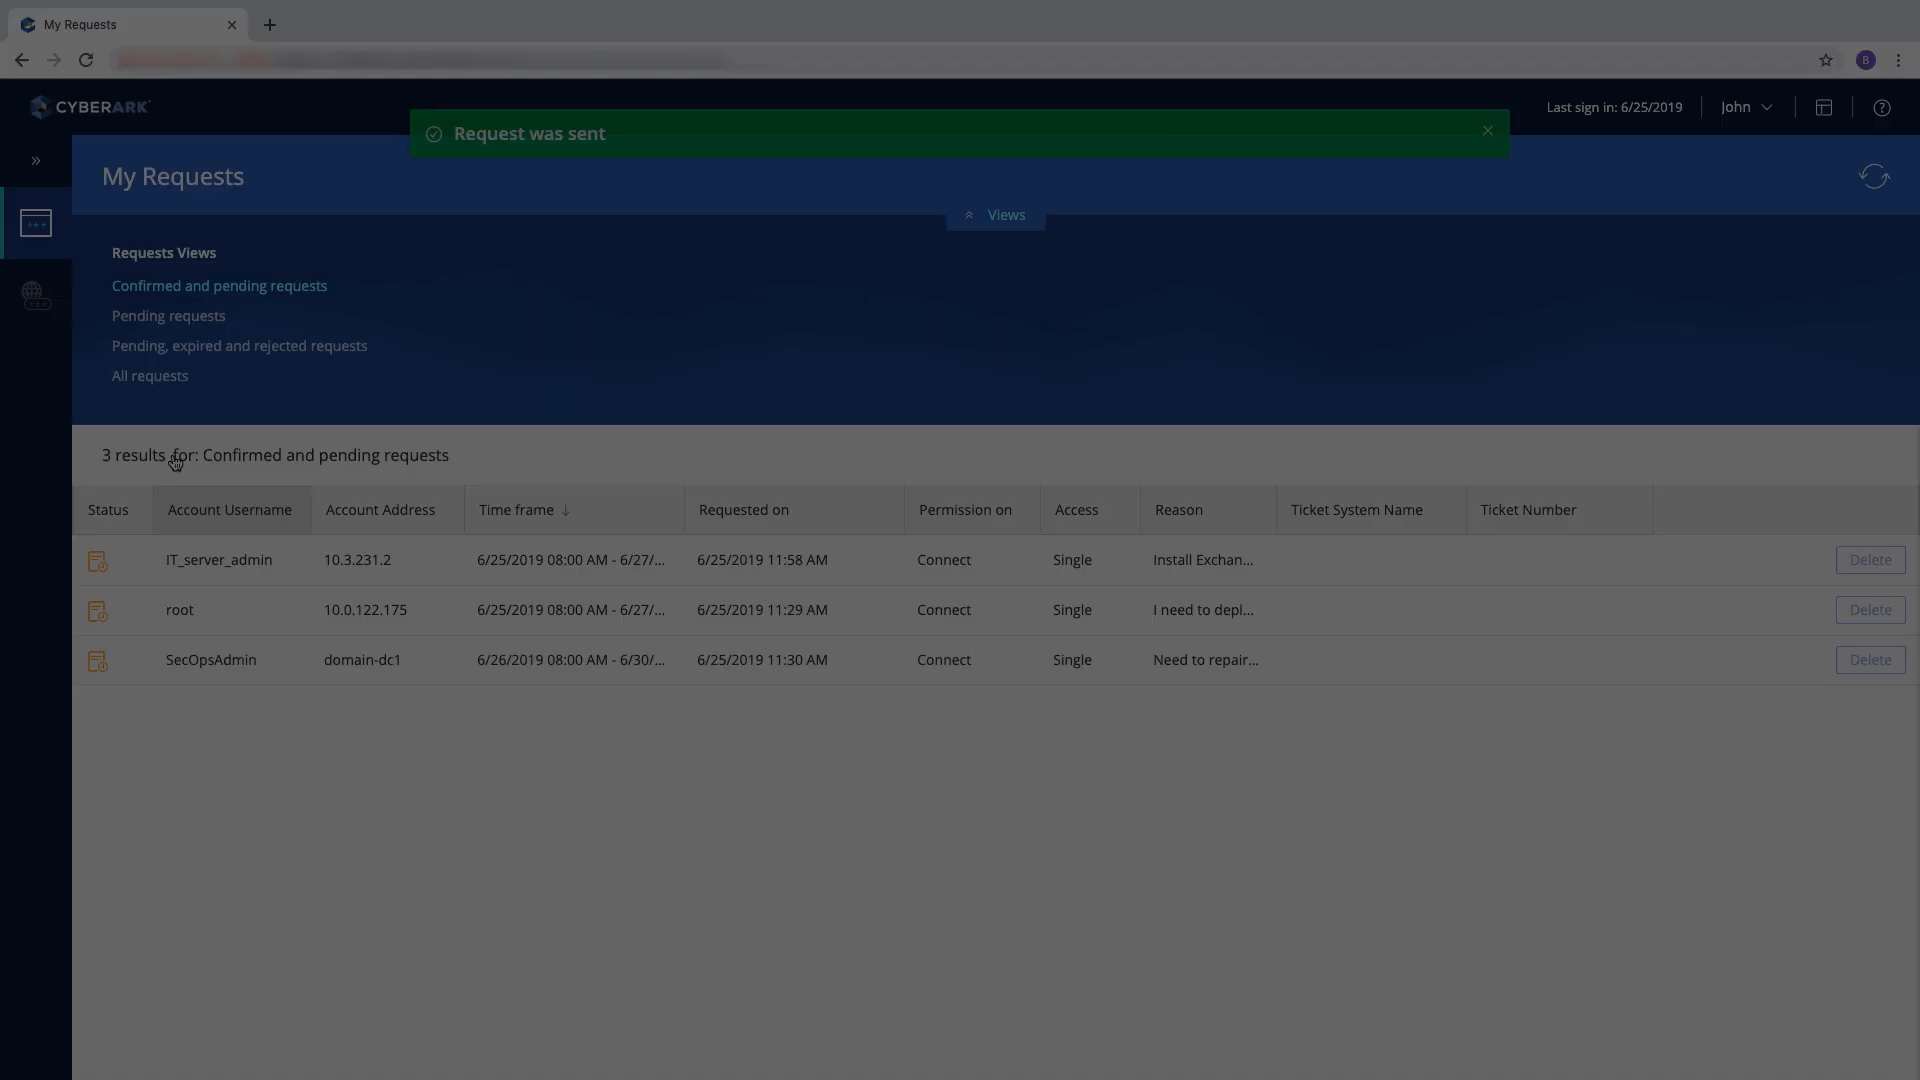 My Requests
CYBERARK
Last sign in: 6/25/2019
John
Request was sent
My Requests
Views
Requests Views
Confirmed and pending requests
Pending requests
Pending, expired and rejected requests
All requests
3 results for: Confirmed and pending requests
Status Account Username Account Address Time frame Requested on Permission on Access Reason Ticket System Name Ticket Number
IT_server_admin 10.3.231.2 6/25/2019 08:00 AM - 6/27/... 6/25/2019 11:58 AM Connect Single Install Exchan... Delete
root 10.0.122.175 6/25/2019 08:00 AM - 6/27/... 6/25/2019 11:29 AM Connect Single I need to depl... Delete
SecOpsAdmin domain-dc1 6/26/2019 08:00 AM - 6/30/... 6/25/2019 11:30 AM Connect Single Need to repair... Delete